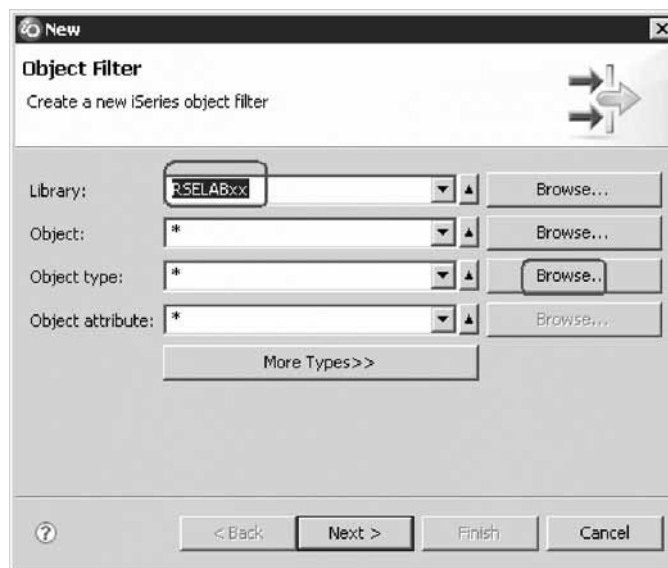 New
Object Filter
Create a new iSeries object filter
Library: RSELABxx Browse...
Object: * Browse...
Object type: * Browse..
Object attribute: * Browse...
More Types>>
< Back Next > Finish Cancel